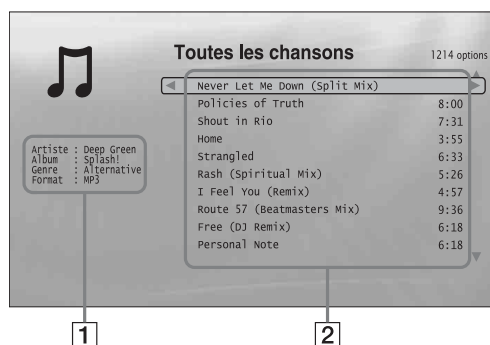 Toutes les chansons
1214 options
Never Let Me Down (Split Mix)
Policies of Truth 8:00
Shout in Rio 7:31
Home 3:55
Strangled 6:33
Rash (Spiritual Mix) 5:26
I Feel You (Remix) 4:57
Route 57 (Beatmasters Mix) 9:36
Free (DJ Remix) 6:18
Personal Note 6:18
Artiste : Deep Green
Album : Splash!
Genre : Alternative
Format : MP3
1
2